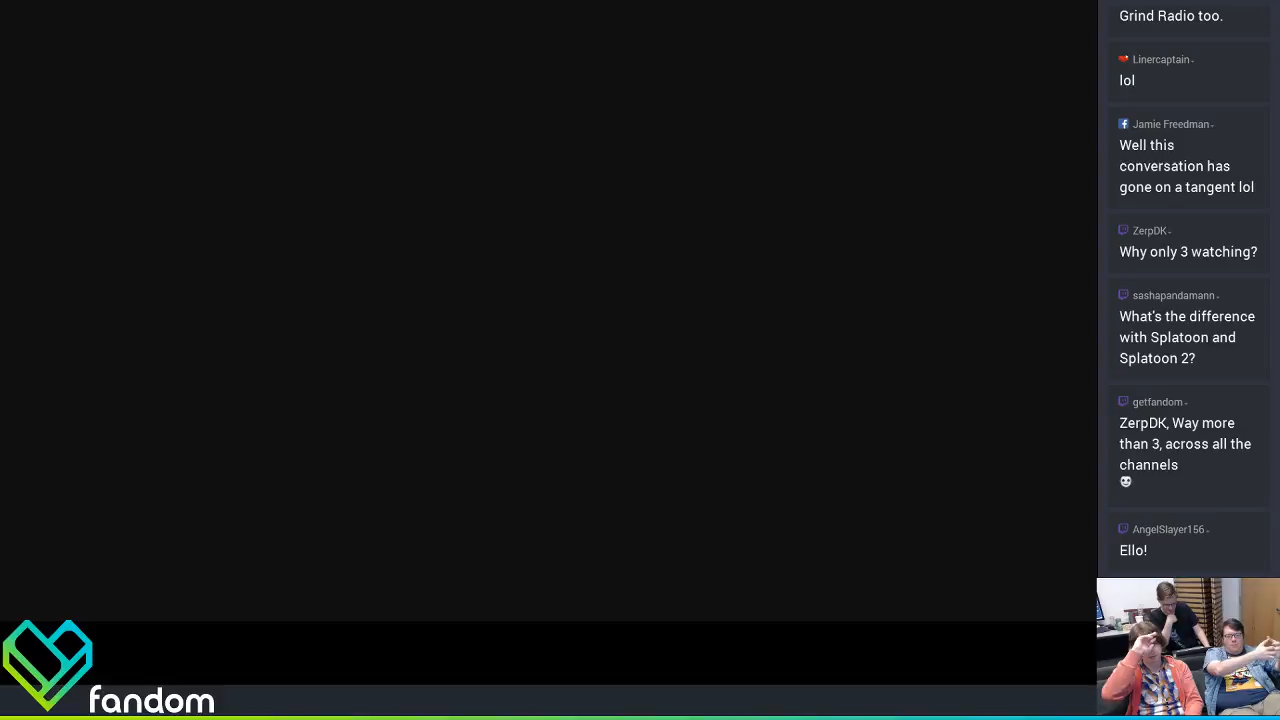 Grind Radio too.
Linercaptain -
lol
Jamie Freedman -
Well this
conversation has
gone on a tangent lol
ZerpDK -
Why only 3 watching?
sashapandamann -
What's the difference
with Splatoon and
Splatoon 2?
getfandom -
ZerpDK, Way more
than 3, across all the
channels
AngelSlayer156 -
Ello!
fandom